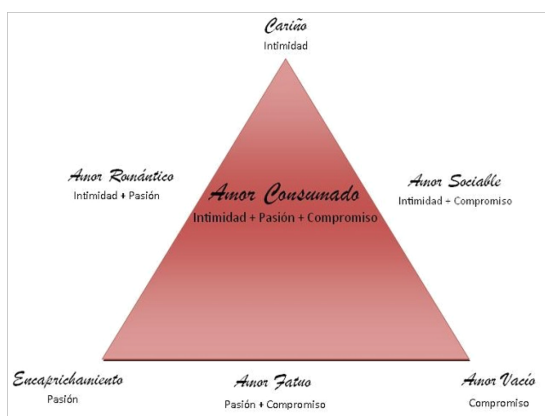 Cariño
Intimidad
Amor Romántico
Intimidad + Pasión
Amor Consumado
Intimidad + Pasión + Compromiso
Amor Sociable
Intimidad + Compromiso
Encaprichamiento
Pasión
Amor Fatuo
Pasión + Compromiso
Amor Vacío
Compromiso